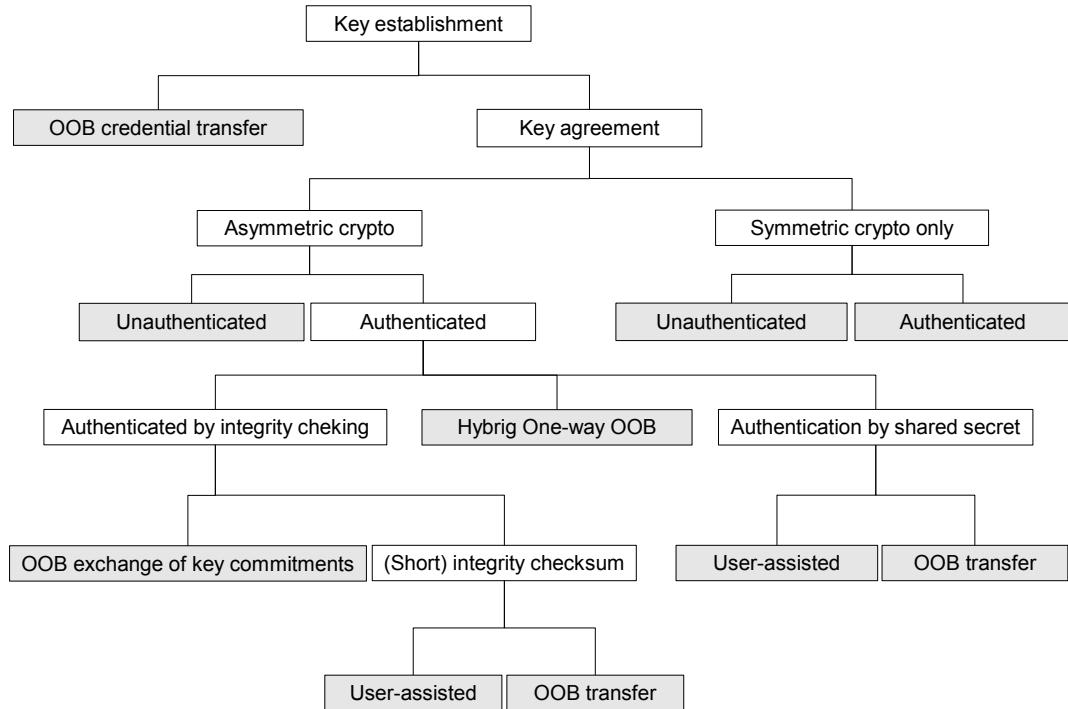 Key establishment
OOB credential transfer
Key agreement
Asymmetric crypto
Symmetric crypto only
Unauthenticated
Authenticated
Unauthenticated
Authenticated
Authenticated by integrity cheking
Hybrig One-way OOB
Authentication by shared secret
OOB exchange of key commitments
(Short) integrity checksum
User-assisted
OOB transfer
User-assisted
OOB transfer